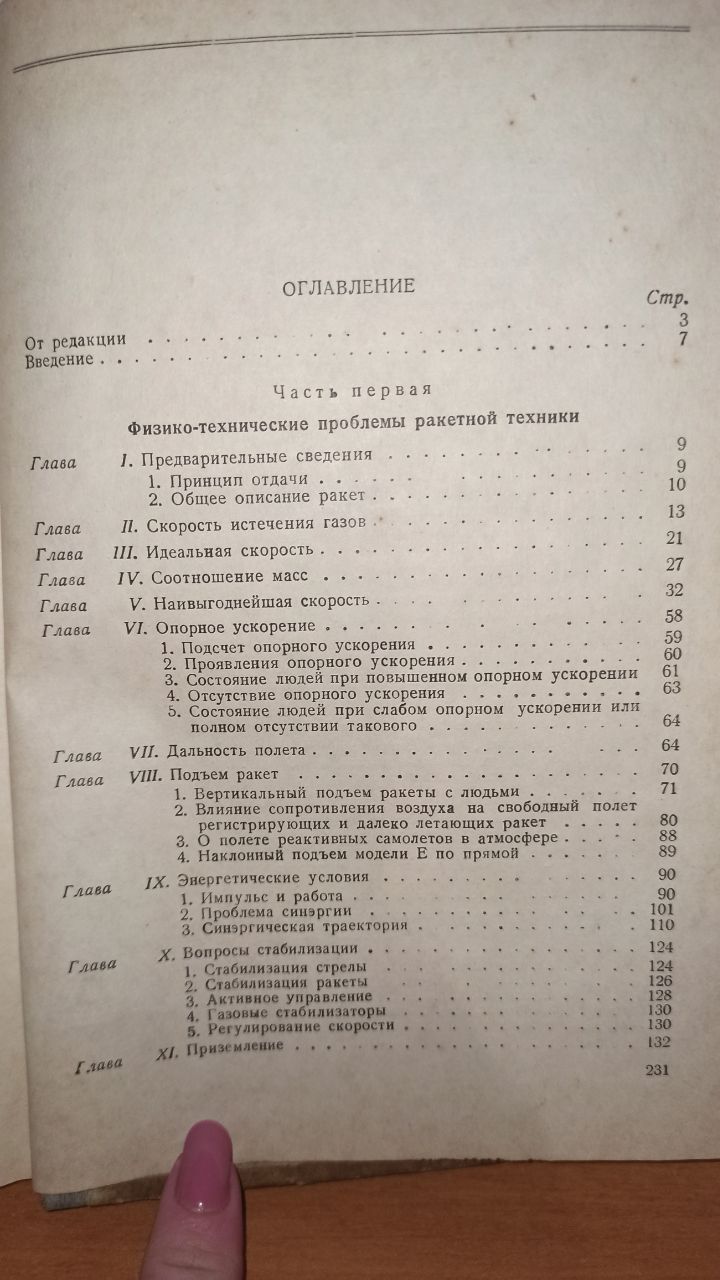 ОГЛАВЛЕНИЕ
Стр.
От редакции . . . . . . . . . . . . . . . . . . . . 3
Введение . . . . . . . . . . . . . . . . . . . . 7
Часть первая
Физико-технические проблемы ракетной техники
Глава I. Предварительные сведения . . . . . . . . . . . . 9
1. Принцип отдачи . . . . . . . . . . . . 9
2. Общее описание ракет . . . . . . . . . . . . 10
Глава II. Скорость истечения газов . . . . . . . . . . . . 13
Глава III. Идеальная скорость . . . . . . . . . . . . 21
Глава IV. Соотношение масс . . . . . . . . . . . . 27
Глава V. Наивыгоднейшая скорость . . . . . . . . . . . . 32
Глава VI. Опорное ускорение . . . . . . . . . . . . 58
1. Подсчет опорного ускорения . . . . . . . . . . 59
2. Проявления опорного ускорения . . . . . . . . . . 60
3. Состояние людей при повышенном опорном ускорении 61
4. Отсутствие опорного ускорения . . . . . . . . . . 63
5. Состояние людей при слабом опорном ускорении или
полном отсутствии такового . . . . . . . . . . 64
Глава VII. Дальность полета . . . . . . . . . . . . 64
Глава VIII. Подъем ракет . . . . . . . . . . . . 70
1. Вертикальный подъем ракеты с людьми . . . . . . 71
2. Влияние сопротивления воздуха на свободный полет
регистрирующих и далеко летающих ракет . . . . . 80
3. О полете реактивных самолетов в атмосфере . . . . 88
4. Наклонный подъем модели Е по прямой . . . . . . 89
Глава IX. Энергетические условия . . . . . . . . . . . . 90
1. Импульс и работа . . . . . . . . . . . . 90
2. Проблема синэргии . . . . . . . . . . . . 101
3. Синэргическая траектория . . . . . . . . . . 110
Глава X. Вопросы стабилизации . . . . . . . . . . . . 124
1. Стабилизация стрелы . . . . . . . . . . . . 124
2. Стабилизация ракеты . . . . . . . . . . . . 126
3. Активное управление . . . . . . . . . . . . 128
4. Газовые стабилизаторы . . . . . . . . . . . . 130
5. Регулирование скорости . . . . . . . . . . . . 130
Глава XI. Приземление . . . . . . . . . . . . 132
231